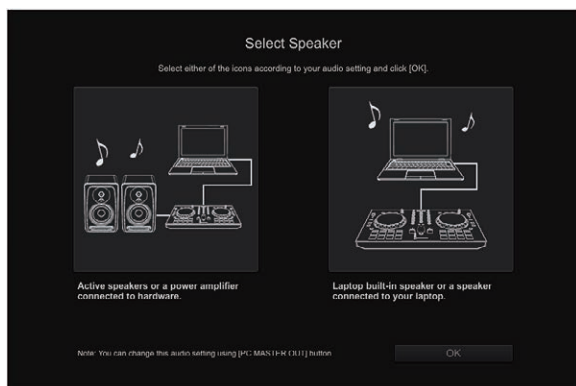 Select Speaker
Select either of the icons according to your audio setting and click [OK].
Active speakers or a power amplifier
connected to hardware.
Laptop built-in speaker or a speaker
connected to your laptop.
Note: You can change this audio setting using [PC MASTER OUT] button
OK